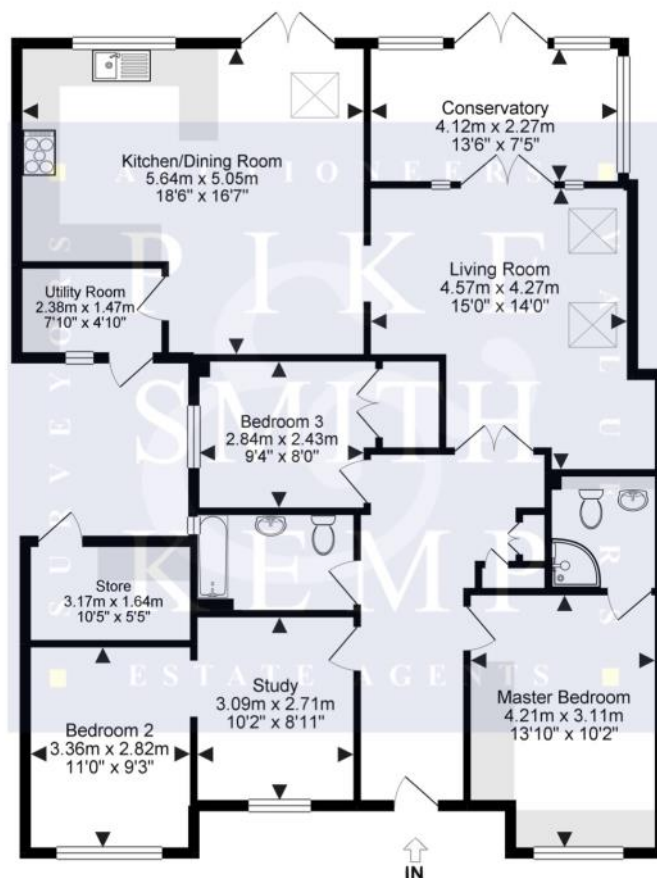 Conservatory
4.12m x 2.27m
13'6" x 7'5"
Kitchen/Dining Room
5.64m x 5.05m
18'6" x 16'7"
Living Room
4.57m x 4.27m
15'0" x 14'0"
Utility Room
2.38m x 1.47m
7'10" x 4'10"
Bedroom 3
2.84m x 2.43m
9'4" x 8'0"
Store
3.17m x 1.64m
10'5" x 5'5"
Study
3.09m x 2.71m
10'2" x 8'11"
Master Bedroom
4.21m x 3.11m
13'10" x 10'2"
Bedroom 2
3.36m x 2.82m
11'0" x 9'3"
IN
AUCTIONEERS
PIKE
SMITH
&
KEMP
ESTATE AGENTS
SURVEYORS
VALUERS